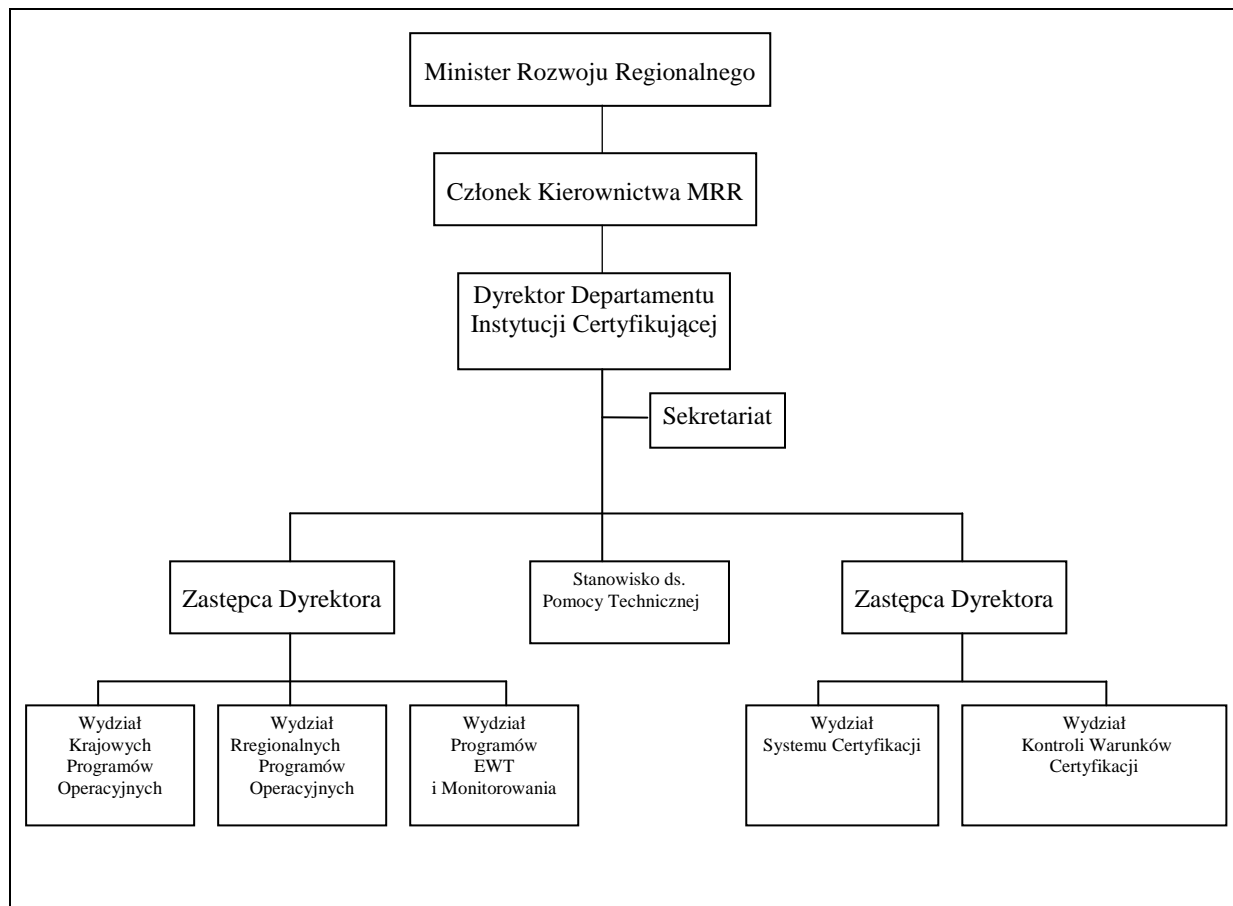 Minister Rozwoju Regionalnego
Członek Kierownictwa MRR
Dyrektor Departamentu
Instytucji Certyfikującej
Sekretariat
Zastępca Dyrektora
Stanowisko ds.
Pomocy Technicznej
Zastępca Dyrektora
Wydział
Krajowych
Programów
Operacyjnych
Wydział
Rregionalnych
Programów
Operacyjnych
Wydział
Programów
EWT
i Monitorowania
Wydział
Systemu Certyfikacji
Wydział
Kontroli Warunków
Certyfikacji